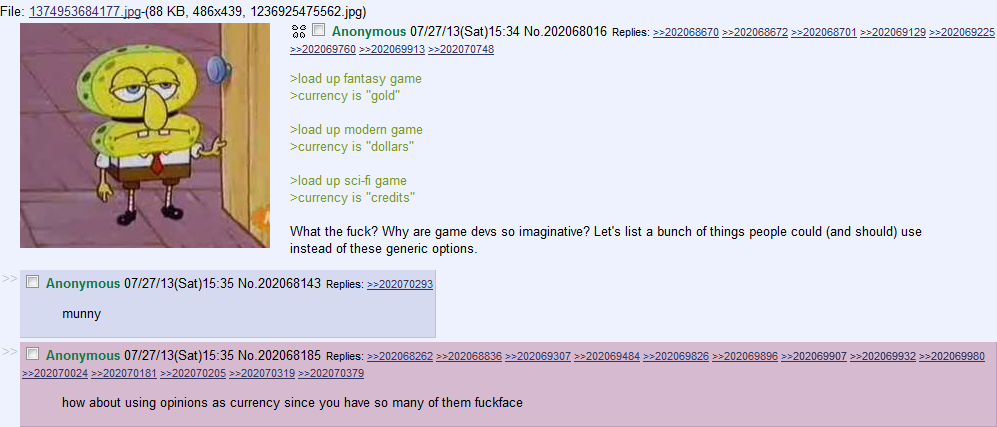 File: 1374953684177.jpg-(88 KB, 486x439, 1236925475562.jpg)
Anonymous 07/27/13(Sat)15:34 No.202068016 Replies: >>202068670 >>202068672 >>202068701 >>202069129 >>202069225
>>202069760 >>202069913 >>202070748
>load up fantasy game
>currency is "gold"
>load up modern game
>currency is "dollars"
>load up sci-fi game
>currency is "credits"
What the fuck? Why are game devs so imaginative? Let's list a bunch of things people could (and should) use
instead of these generic options.
>> Anonymous 07/27/13(Sat)15:35 No.202068143 Replies: >>202070293
munny
>> Anonymous 07/27/13(Sat)15:35 No.202068185 Replies: >>202068262 >>202068836 >>202069307 >>202069484 >>202069826 >>202069896 >>202069907 >>202069932 >>202069980
>>202070024 >>202070181 >>202070205 >>202070319 >>202070379
how about using opinions as currency since you have so many of them fuckface